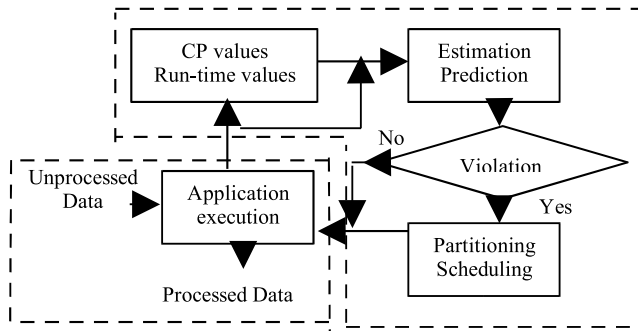 CP values
Run-time values
Estimation
Prediction
No
Violation
Unprocessed
Data
Application
execution
Yes
Partitioning
Scheduling
Processed Data